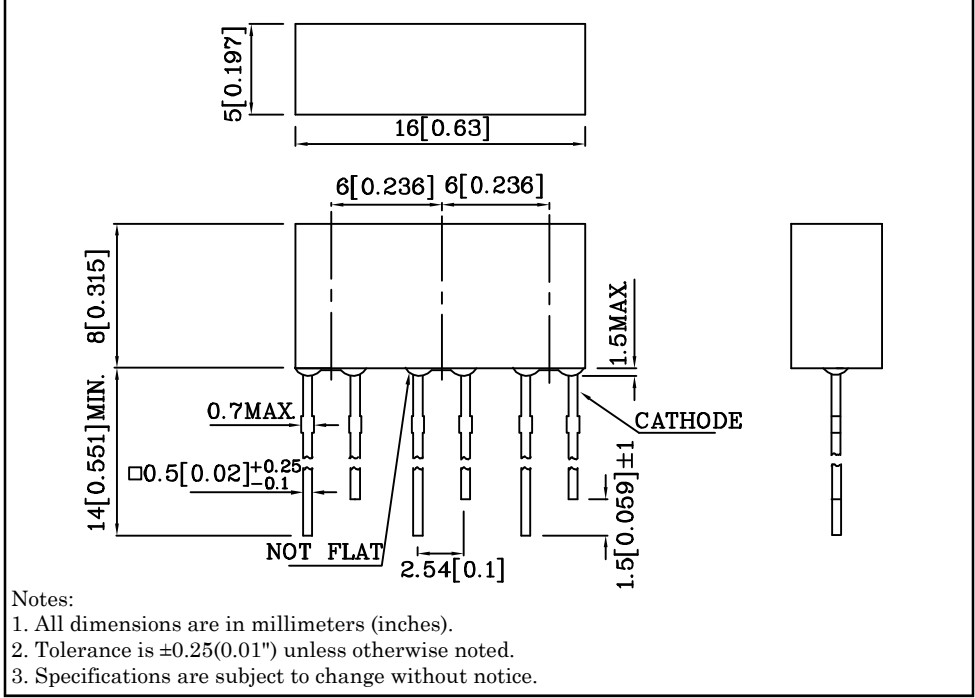 5[0.197]
16[0.63]
6[0.236] 6[0.236]
8[0.315]
1.5MAX.
14[0.551]MIN.
0.7MAX.
CATHODE
□0.5[0.02]+0.25 −0.1
1.5[0.059]±1
NOT FLAT
2.54[0.1]
Notes:
1. All dimensions are in millimeters (inches).
2. Tolerance is ±0.25(0.01") unless otherwise noted.
3. Specifications are subject to change without notice.